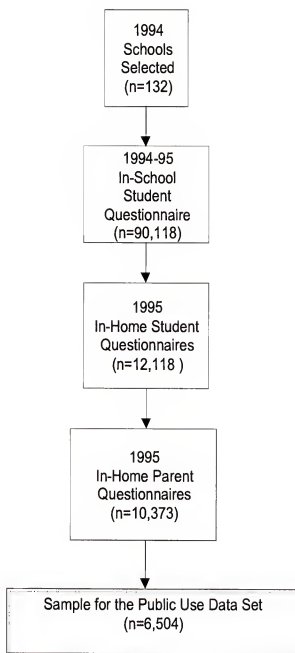 1994
Schools
Selected
(n=132)
1994-95
In-School
Student
Questionnaire
(n=90,118)
1995
In-Home Student
Questionnaires
(n=12,118 )
1995
In-Home Parent
Questionnaires
(n=10,373)
Sample for the Public Use Data Set
(n=6,504)